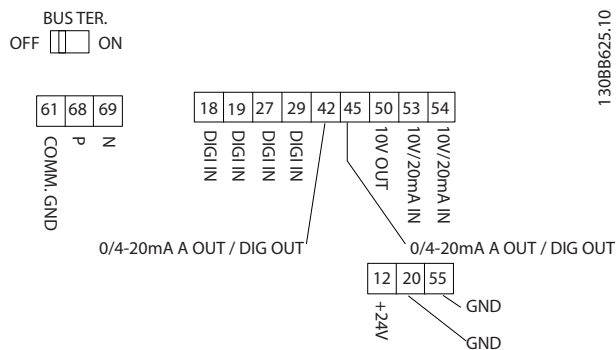 BUS TER.
OFF ON
130BB625.10
61 68 69
COMM. GND
P
N
18 19 27 29 42 45 50 53 54
DIGI IN
DIGI IN
DIGI IN
DIGI IN
10V OUT
10V/20mA IN
10V/20mA IN
0/4-20mA A OUT / DIG OUT
0/4-20mA A OUT / DIG OUT
12 20 55
+24V
GND
GND